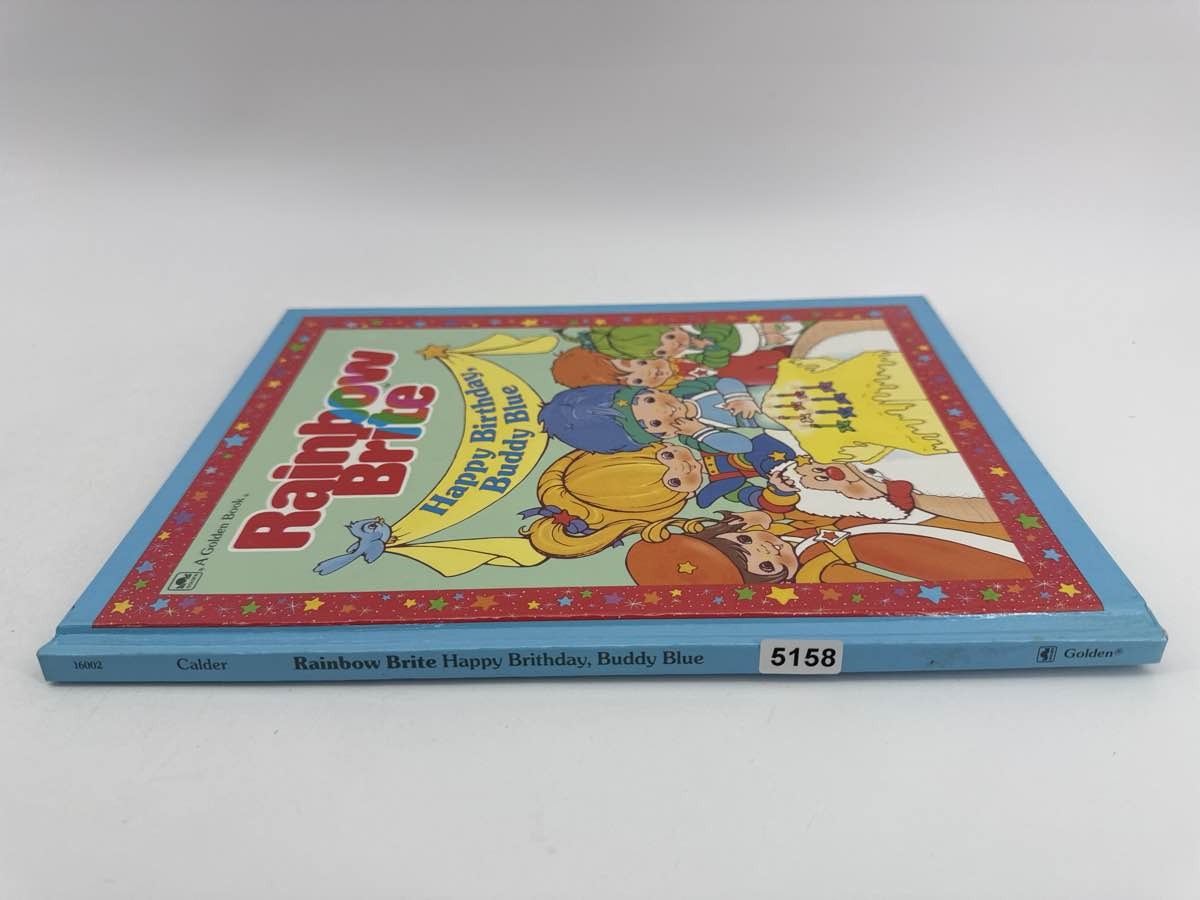 Rainbow
Brite
Happy Birthday,
Buddy Blue
A Golden Book®
16002 Calder Rainbow Brite Happy Brithday, Buddy Blue 5158 Golden®